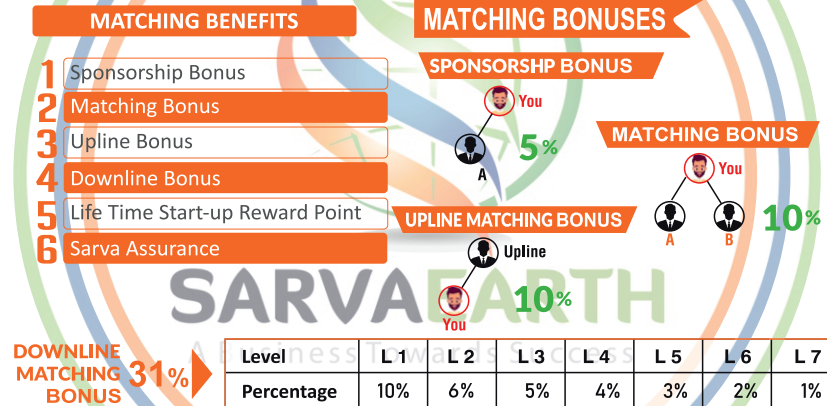 MATCHING BENEFITS
1 Sponsorship Bonus
2 Matching Bonus
3 Upline Bonus
4 Downline Bonus
5 Life Time Start-up Reward Point
6 Sarva Assurance
MATCHING BONUSES
SPONSORSHP BONUS
You
A
5%
MATCHING BONUS
You
A B
10%
UPLINE MATCHING BONUS
Upline
You
10%
SARVAEARTH
A Business Towards Success
DOWNLINE
MATCHING
BONUS
31%
Level L 1 L 2 L 3 L 4 L 5 L 6 L 7
Percentage 10% 6% 5% 4% 3% 2% 1%